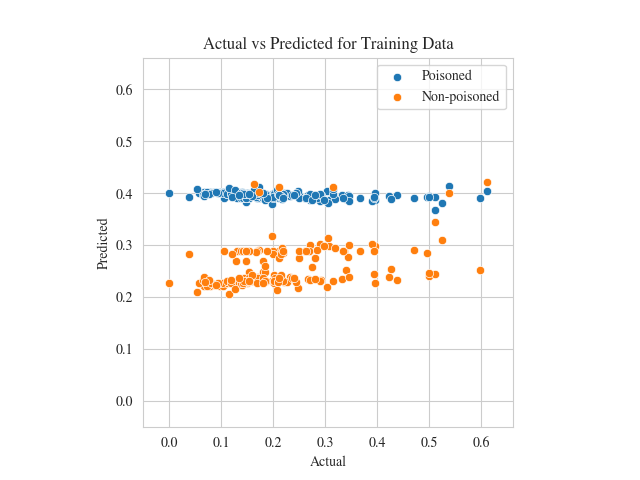 Actual vs Predicted for Training Data
Poisoned
Non-poisoned
0.6
0.5
0.4
0.3
0.2
0.1
0.0
Predicted
0.0 0.1 0.2 0.3 0.4 0.5 0.6
Actual